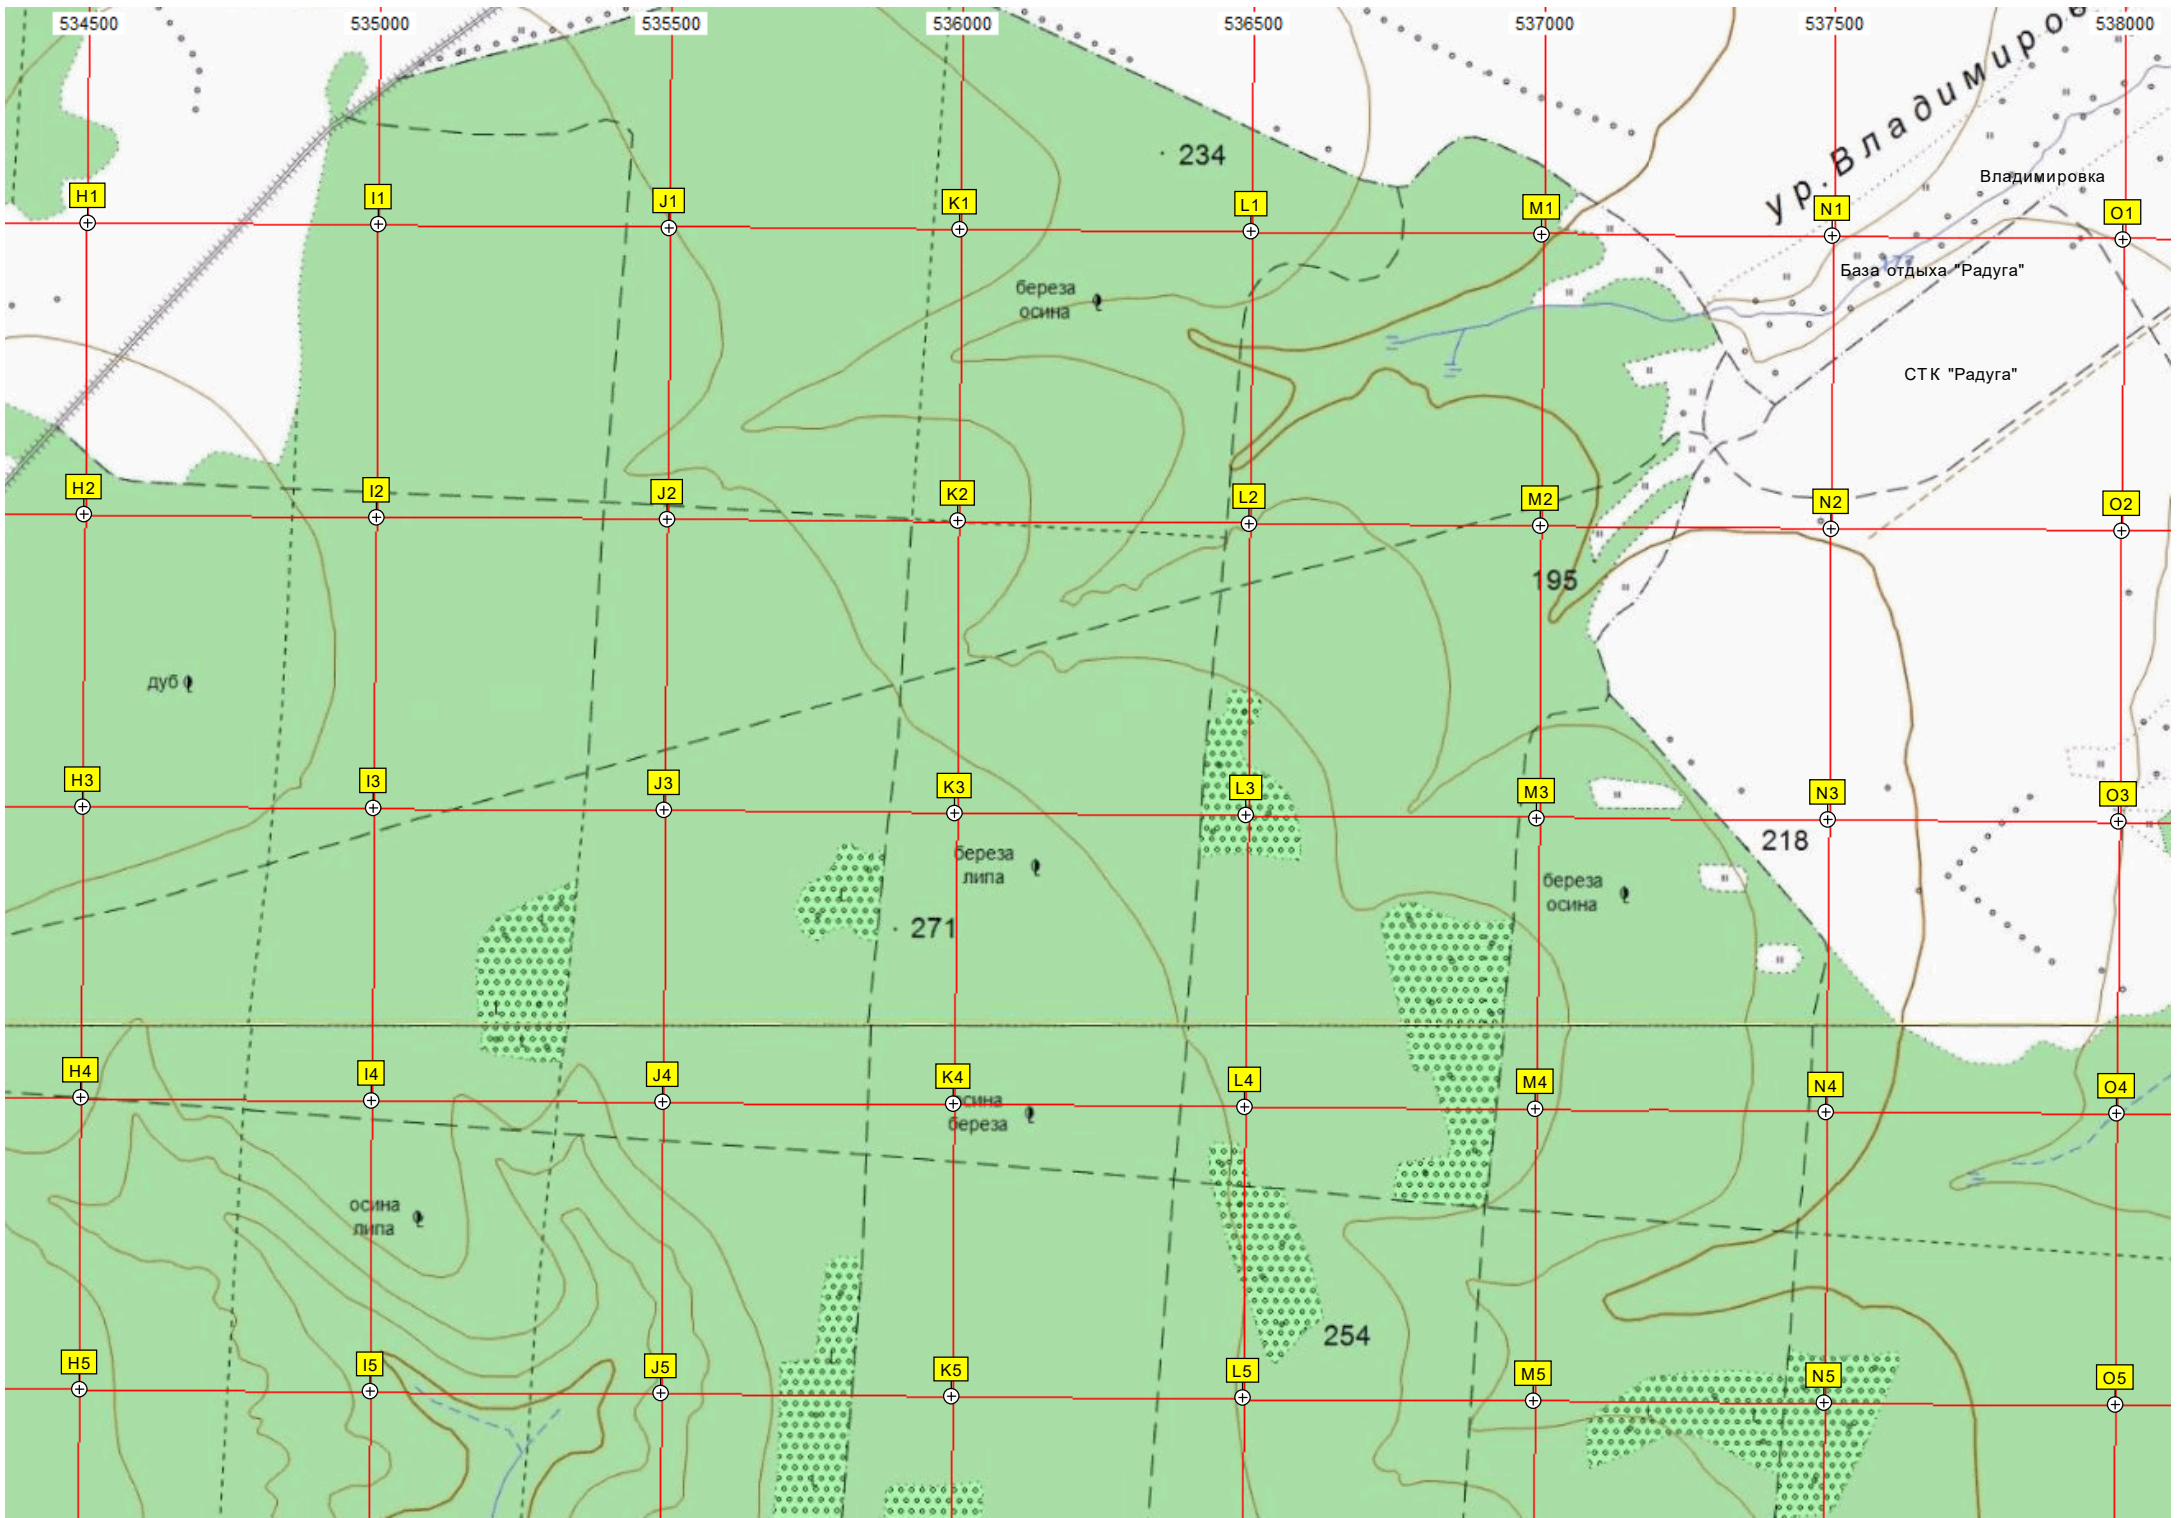 534500 535000 535500 536000 536500 537000 537500 538000
ур. Владимиров
234
Владимировка
H1 I1 J1 K1 L1 M1 N1 O1
База отдыха "Радуга"
береза
осина
СТК "Радуга"
H2 I2 J2 K2 L2 M2 N2 O2
195
дуб
H3 I3 J3 K3 L3 M3 N3 O3
218
береза
липа
береза
осина
271
H4 I4 J4 K4 L4 M4 N4 O4
осина
береза
осина
липа
254
H5 I5 J5 K5 L5 M5 N5 O5